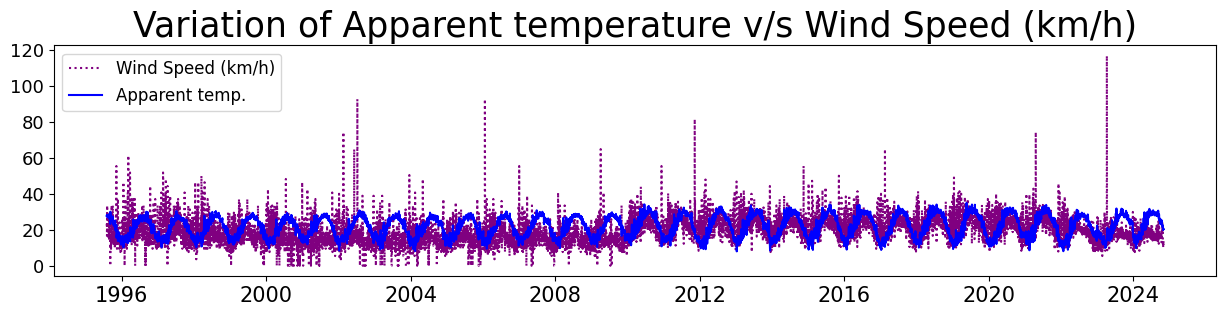 Variation of Apparent temperature v/s Wind Speed (km/h)
120
100
80
60
40
20
0
Wind Speed (km/h)
Apparent temp.
1996 2000 2004 2008 2012 2016 2020 2024